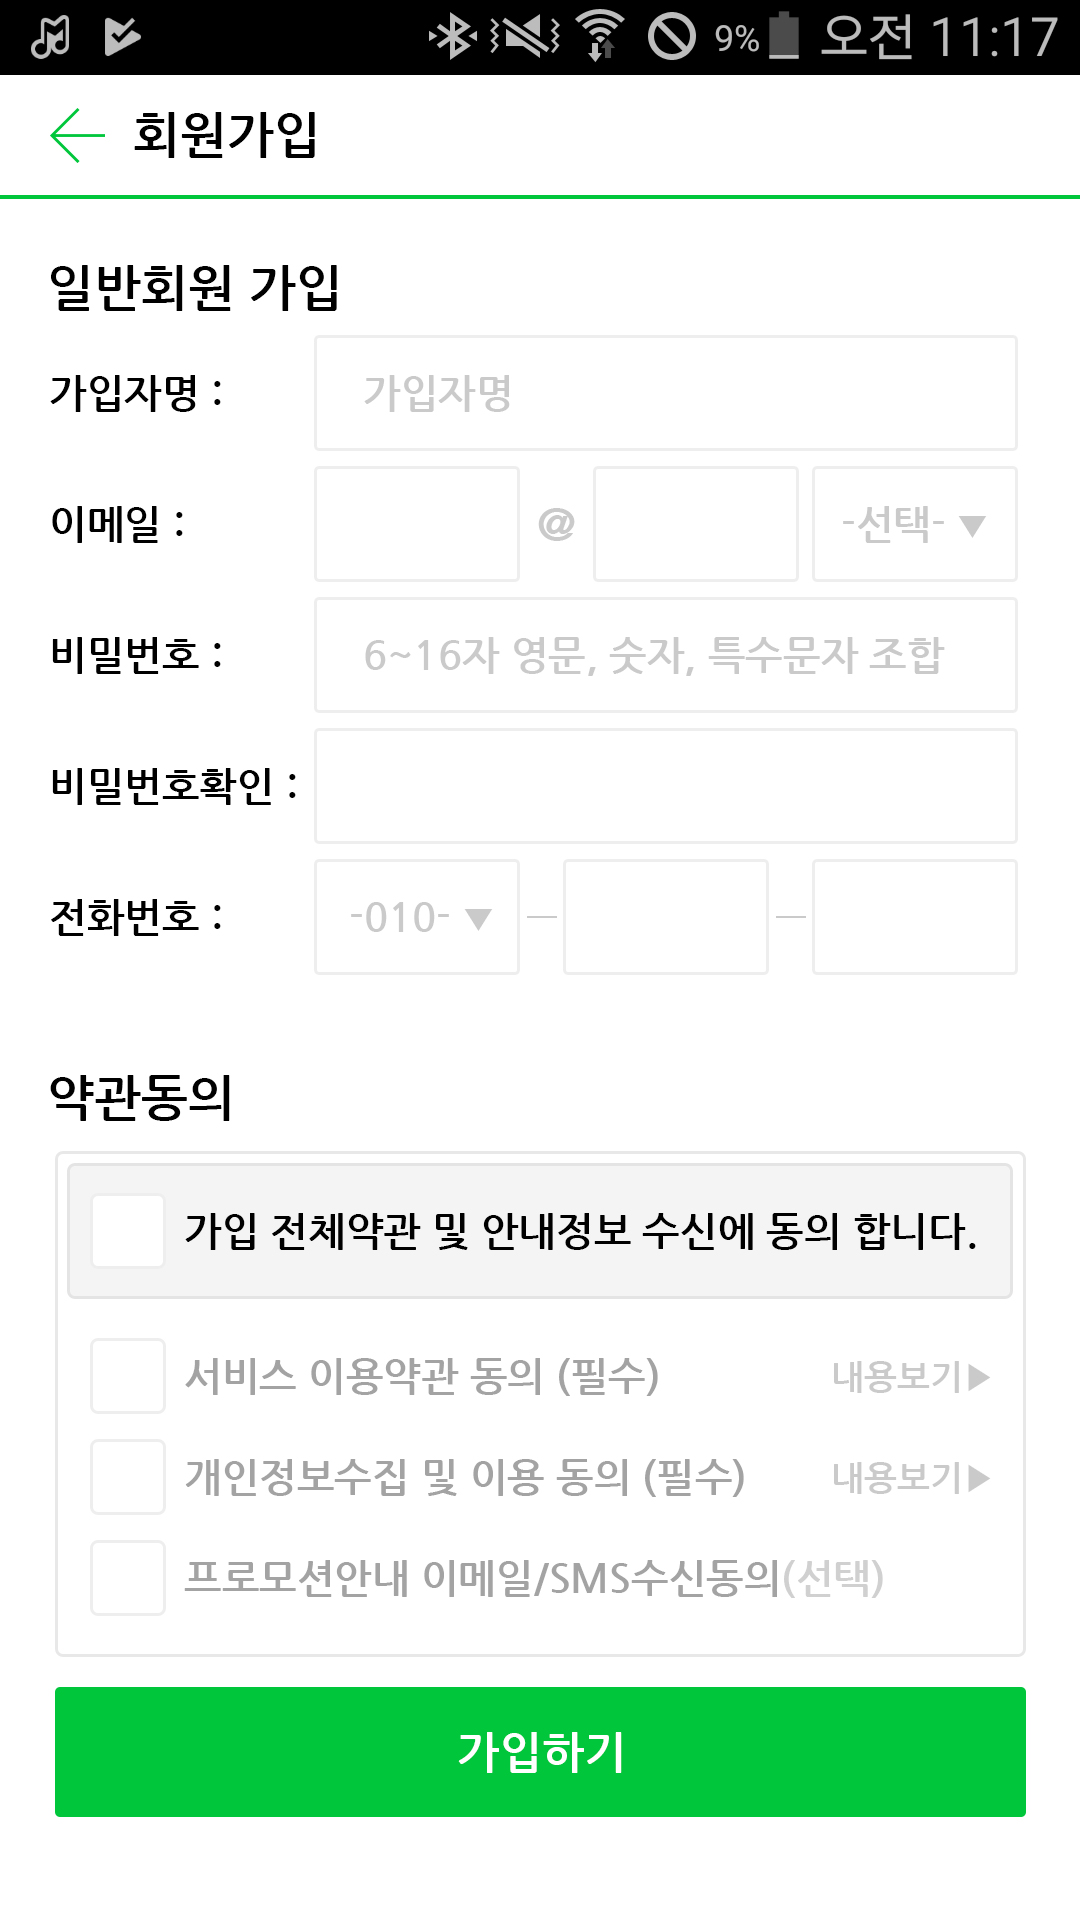 9% 오전 11:17
회원가입
일반회원 가입
가입자명 : 가입자명
이메일 : @ -선택- ▼
비밀번호 : 6~16자 영문, 숫자, 특수문자 조합
비밀번호확인 :
전화번호 : -010- ▼ — —
약관동의
가입 전체약관 및 안내정보 수신에 동의 합니다.
서비스 이용약관 동의 (필수) 내용보기▶
개인정보수집 및 이용 동의 (필수) 내용보기▶
프로모션안내 이메일/SMS수신동의(선택)
가입하기